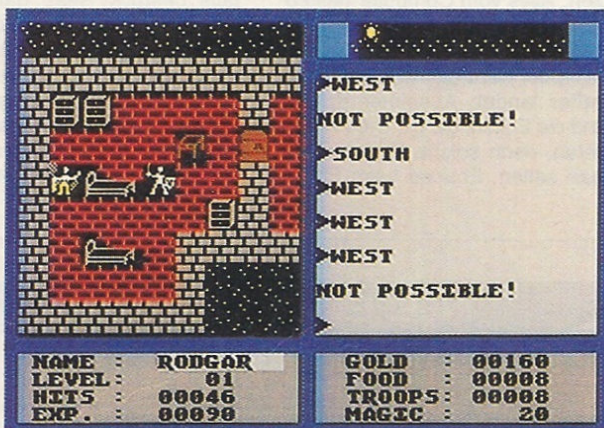 WEST
NOT POSSIBLE!
SOUTH
WEST
WEST
WEST
NOT POSSIBLE!
NAME : RODGAR
LEVEL: 01
HITS : 00046
EXP. : 00090
GOLD : 00160
FOOD : 00008
TROOPS: 00008
MAGIC : 20